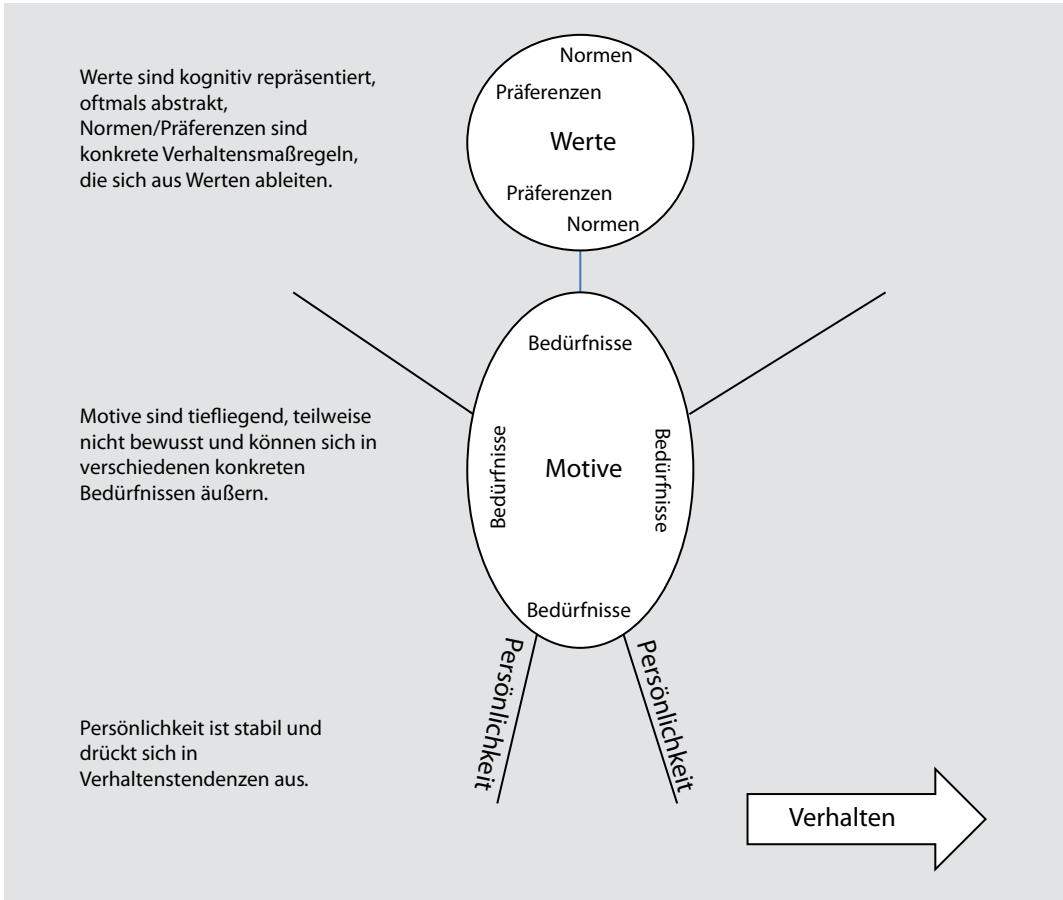 Werte sind kognitiv repräsentiert,
oftmals abstrakt,
Normen/Präferenzen sind
konkrete Verhaltensmaßregeln,
die sich aus Werten ableiten.
Normen
Präferenzen
Werte
Präferenzen
Normen
Motive sind tiefliegend, teilweise
nicht bewusst und können sich in
verschiedenen konkreten
Bedürfnissen äußern.
Bedürfnisse
Bedürfnisse
Motive
Bedürfnisse
Bedürfnisse
Persönlichkeit ist stabil und
drückt sich in
Verhaltenstendenzen aus.
Persönlichkeit
Persönlichkeit
Verhalten